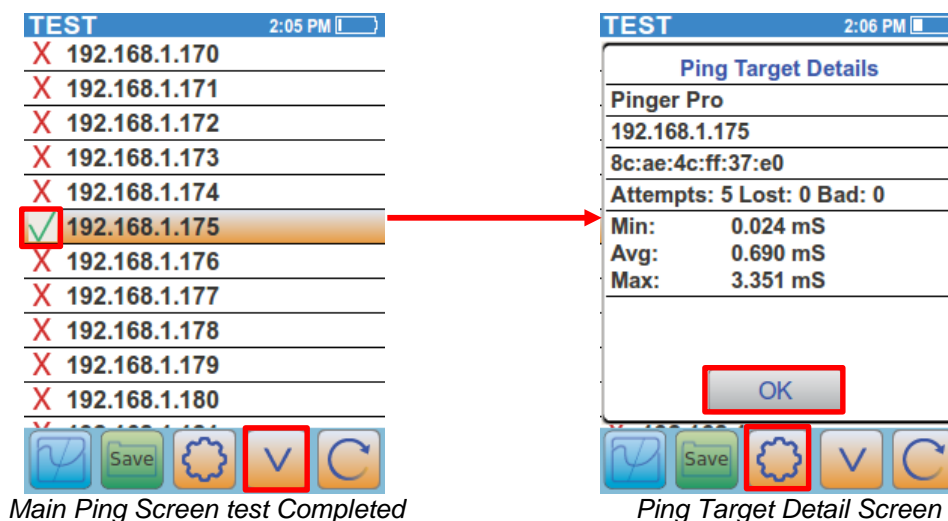 TEST 2:05 PM
X 192.168.1.170
X 192.168.1.171
X 192.168.1.172
X 192.168.1.173
X 192.168.1.174
192.168.1.175
X 192.168.1.176
X 192.168.1.177
X 192.168.1.178
X 192.168.1.179
X 192.168.1.180
Save
V
Main Ping Screen test Completed
TEST 2:06 PM
Ping Target Details
Pinger Pro
192.168.1.175
8c:ae:4c:ff:37:e0
Attempts: 5 Lost: 0 Bad: 0
Min: 0.024 mS
Avg: 0.690 mS
Max: 3.351 mS
OK
Save
V
Ping Target Detail Screen